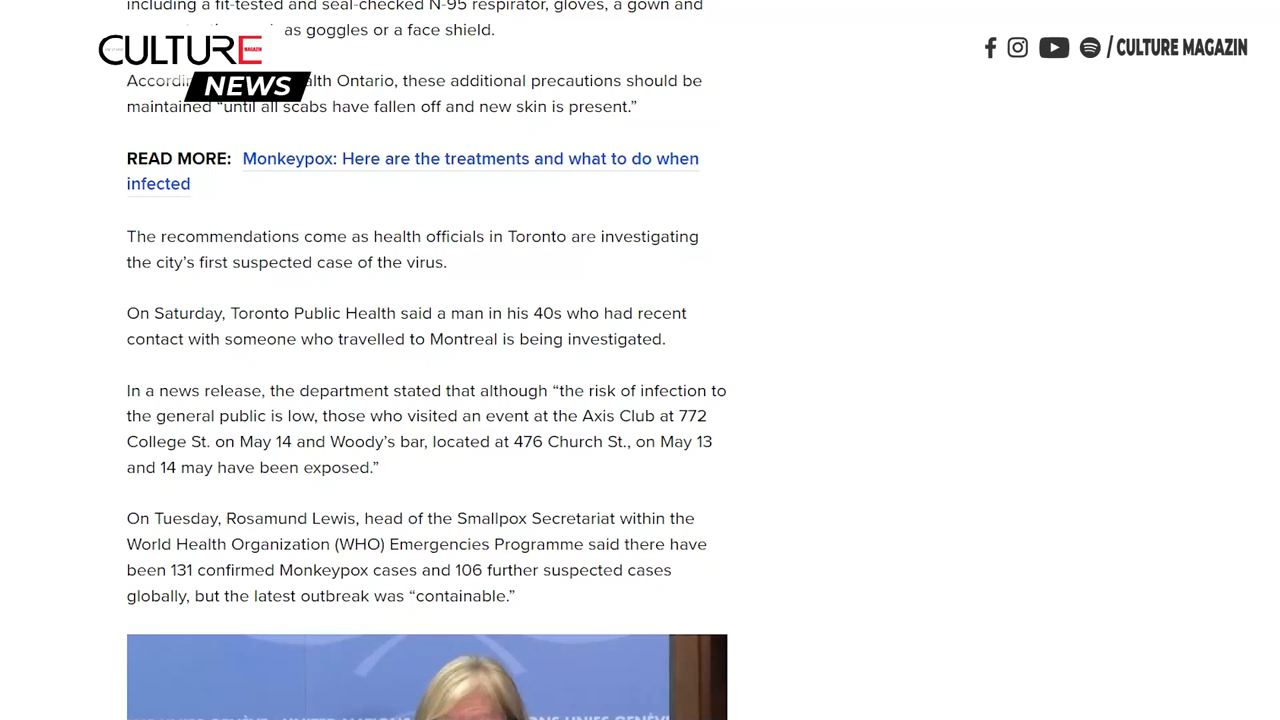 including a fit-tested and seal-checked N-95 respirator, gloves, a gown and
as goggles or a face shield.
CULTURE
MAGAZIN
NEWS
/ CULTURE MAGAZIN
Ontario, these additional precautions should be
maintained “until all scabs have fallen off and new skin is present.”
READ MORE: Monkeypox: Here are the treatments and what to do when
infected
The recommendations come as health officials in Toronto are investigating
the city’s first suspected case of the virus.
On Saturday, Toronto Public Health said a man in his 40s who had recent
contact with someone who travelled to Montreal is being investigated.
In a news release, the department stated that although “the risk of infection to
the general public is low, those who visited an event at the Axis Club at 772
College St. on May 14 and Woody’s bar, located at 476 Church St., on May 13
and 14 may have been exposed.”
On Tuesday, Rosamund Lewis, head of the Smallpox Secretariat within the
World Health Organization (WHO) Emergencies Programme said there have
been 131 confirmed Monkeypox cases and 106 further suspected cases
globally, but the latest outbreak was “containable.”